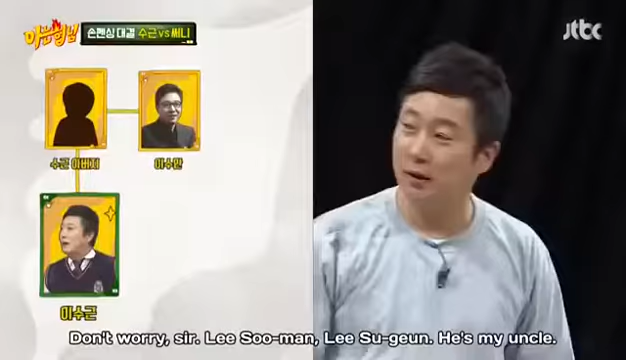 아는형님
손펜싱 대결 수근 VS 써니
jtbc
수근 아버지
이수만
이수근
Don't worry, sir. Lee Soo-man, Lee Su-geun. He's my uncle.